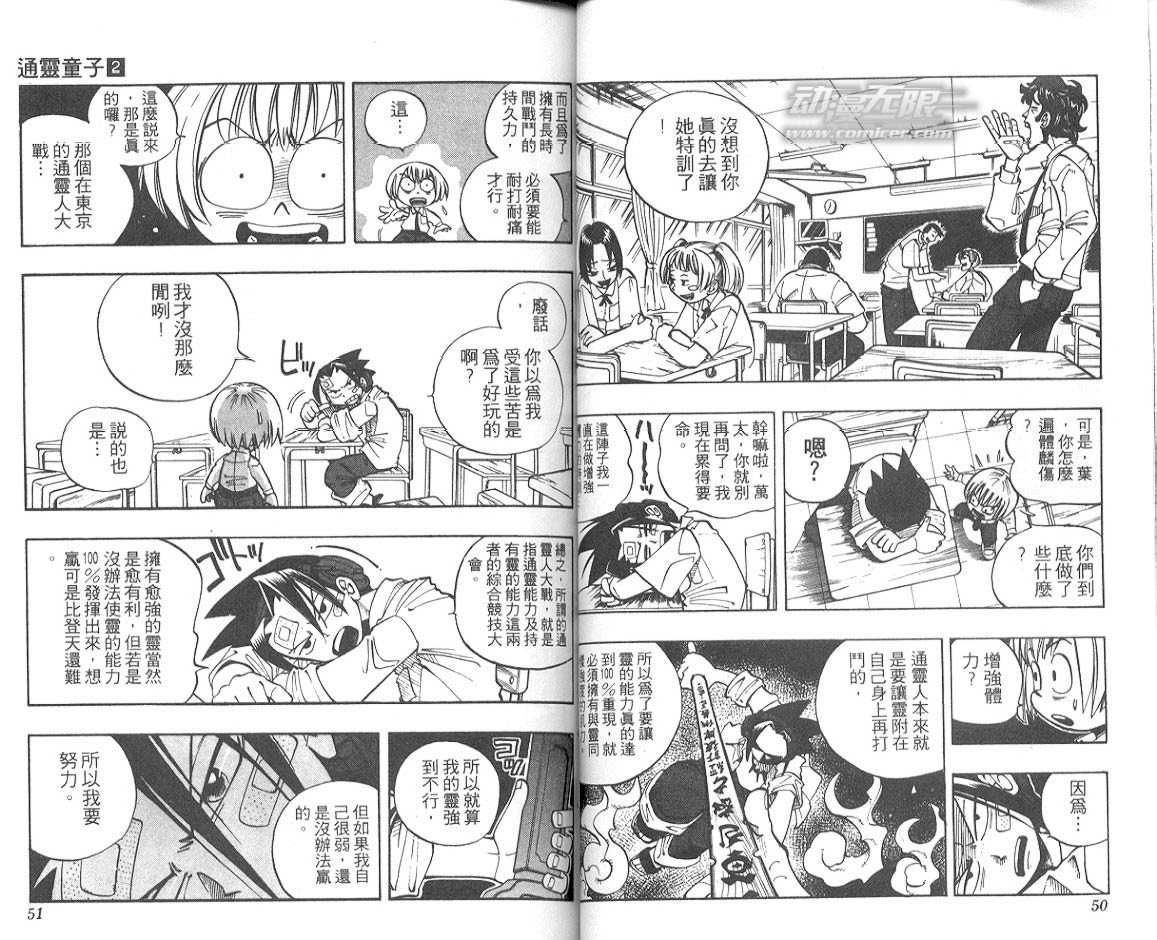 通靈童子2
動漫无限
www.comicer.com
沒想到你
真的去讓
她特訓了
！
可是，葉
，你怎麼
遍體麟傷
？
你們到
底做了
些什麼
？
嗯？
幹嘛啦，萬
太，你就別
再問了，我
現在累得要
命。
這陣子我一
直在做增強
增強體
力？
因為…
通靈人本來就
是要讓靈附在
自己身上再打
鬥的，
所以為了要讓
靈的能力真的達
到100％重現，就
必須擁有與靈同
50
而且為了
擁有長時
間戰鬥的
持久力，
必須要能
耐打耐痛
才行。
這…
這麼說來
，那是真
的囉？
那個在東京
的通靈人大
戰…
廢話
，
你以為我
受這些苦是
為了好玩的
啊？
ビッ
我才沒那麼
閒咧！
說的也
是…
總之，所謂的通
靈人大戰，就是
指通靈能力及持
有靈的能力這兩
者的綜合競技大
會。
ゴトッ
擁有愈強的靈當然
是愈有利，但若是
沒辦法使靈的能力
100％發揮出來，想
贏可是比登天還難
所以就算
我的靈強
到不行，
但如果我自
己很弱，還
是沒辦法贏
的。
所以我要
努力。
51